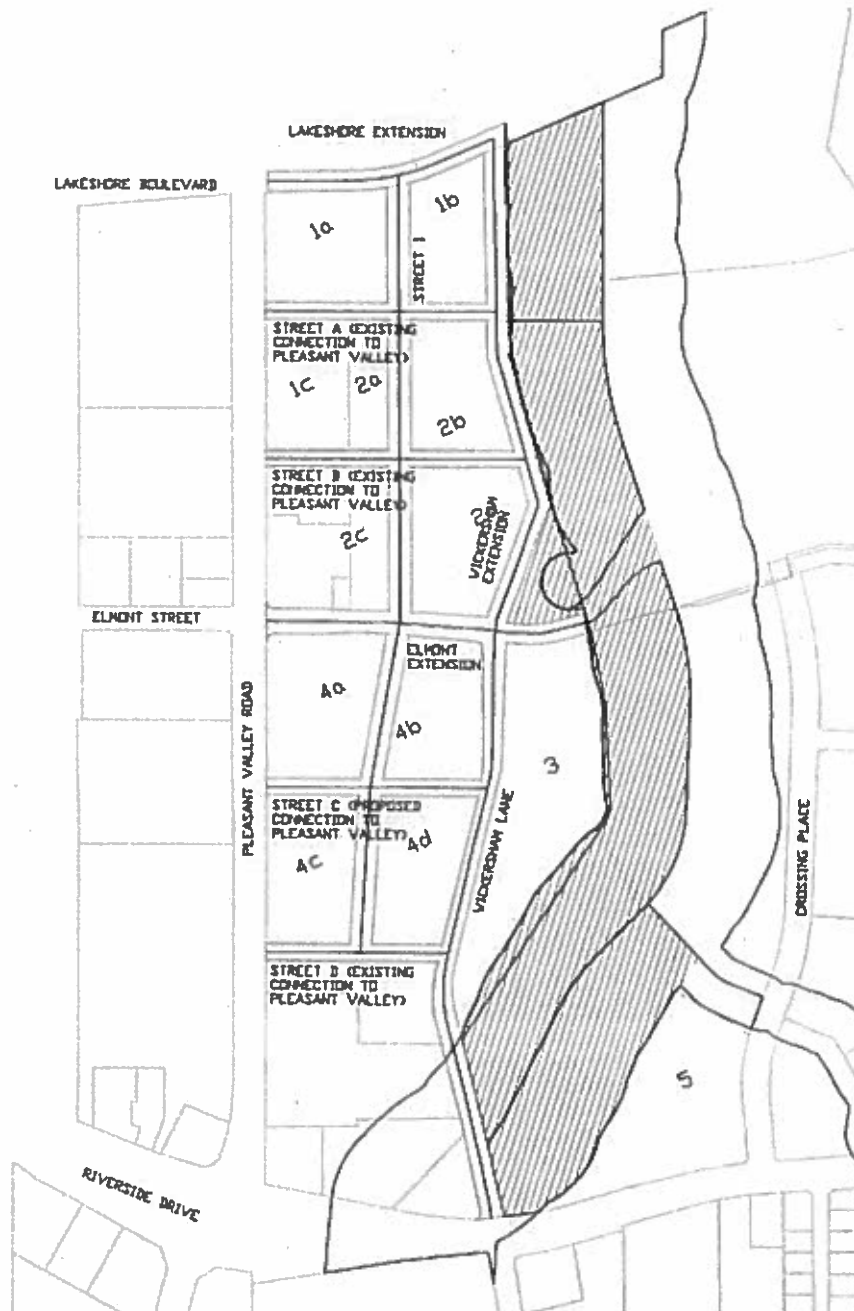 LAKESHORE EXTENSION
LAKESHORE BOULEVARD
1a
1b
STREET 1
STREET A (EXISTING
CONNECTION TO
PLEASANT VALLEY)
1c
2a
2b
STREET B (EXISTING
CONNECTION TO
PLEASANT VALLEY)
2c
VICKERSHAM
EXTENSION
ELMONT STREET
ELMONT
EXTENSION
4a
4b
3
PLEASANT VALLEY ROAD
STREET C (PROPOSED
CONNECTION TO
PLEASANT VALLEY)
4c
4d
VICKERSHAM LANE
CROSSING PLACE
STREET D (EXISTING
CONNECTION TO
PLEASANT VALLEY)
5
RIVERSIDE DRIVE